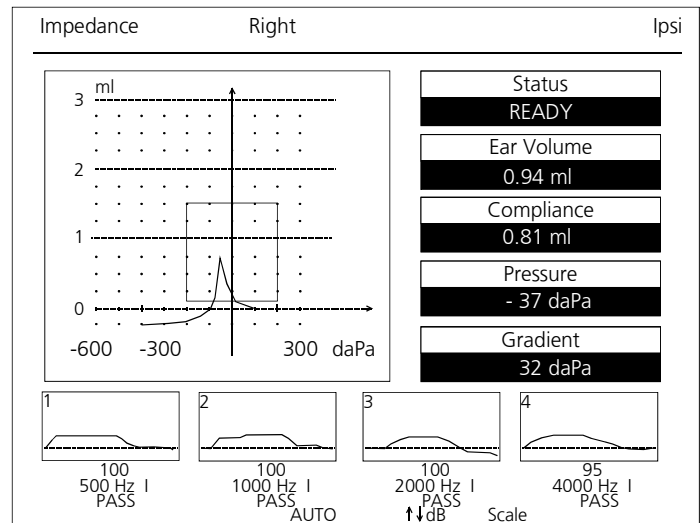 Impedance Right Ipsi
ml
3
2
1
0
-600 -300 300 daPa
Status
READY
Ear Volume
0.94 ml
Compliance
0.81 ml
Pressure
- 37 daPa
Gradient
32 daPa
1 2 3 4
100 100 100 95
500 Hz I 1000 Hz I 2000 Hz I 4000 Hz I
PASS PASS PASS PASS
AUTO ↑↓dB Scale